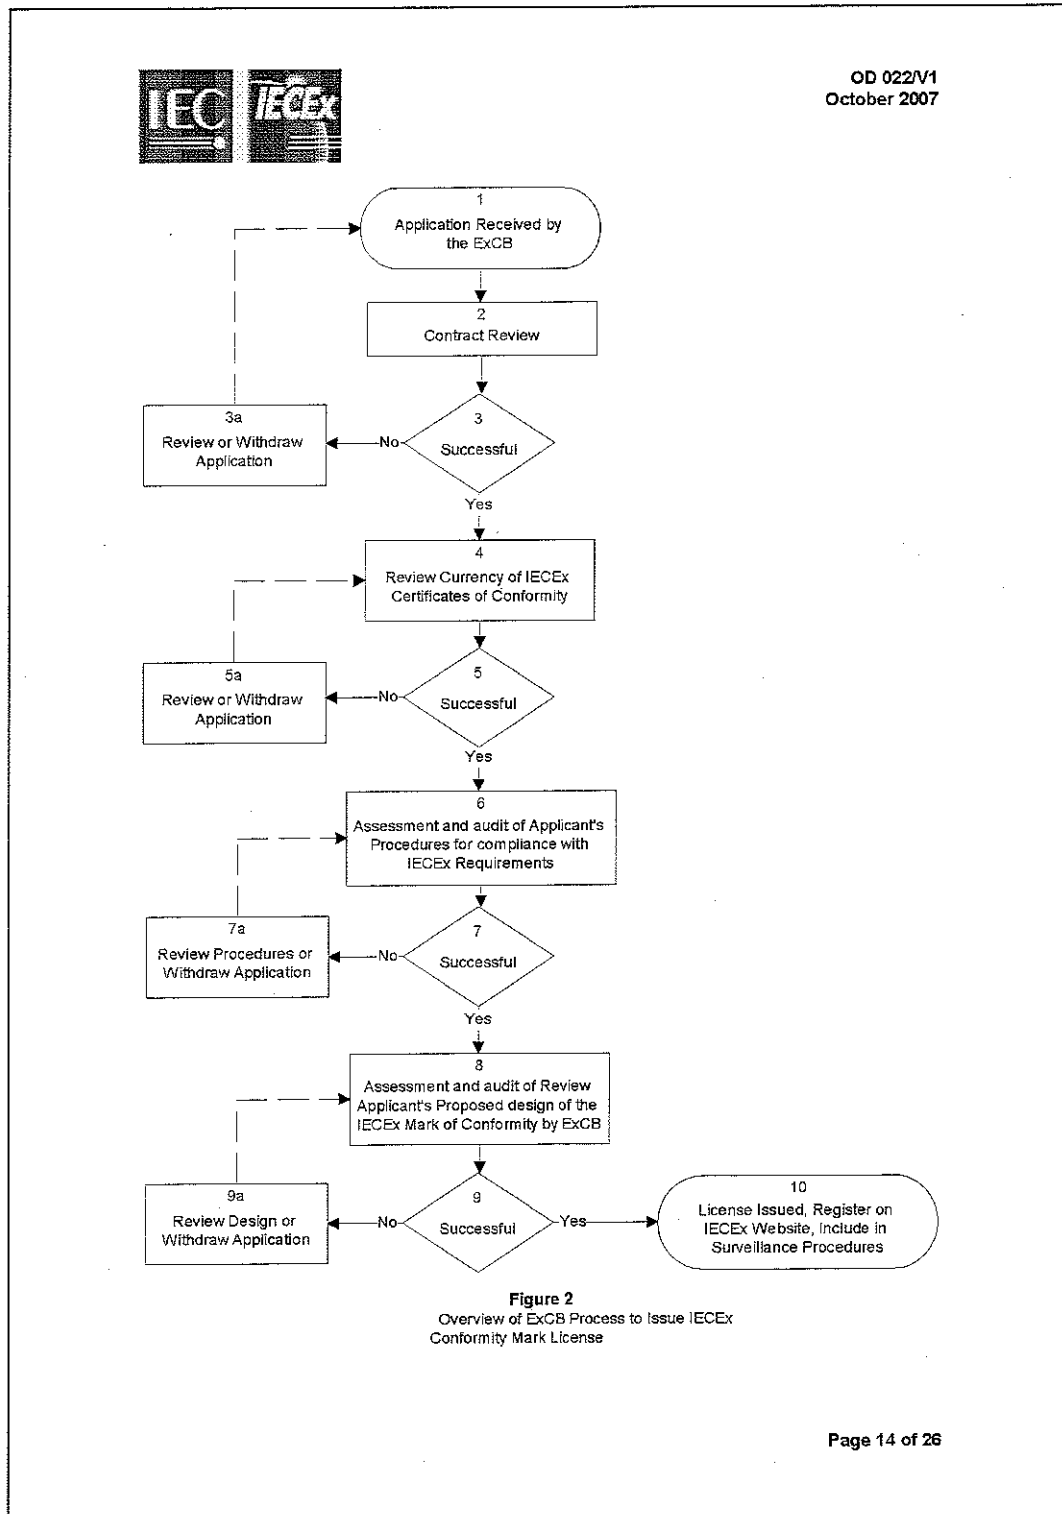 IEC IECEx
OD 022/V1
October 2007
1
Application Received by
the ExCB
2
Contract Review
3
Successful
No
3a
Review or Withdraw
Application
Yes
4
Review Currency of IECEx
Certificates of Conformity
5
Successful
No
5a
Review or Withdraw
Application
Yes
6
Assessment and audit of Applicant's
Procedures for compliance with
IECEx Requirements
7
Successful
No
7a
Review Procedures or
Withdraw Application
Yes
8
Assessment and audit of Review
Applicant's Proposed design of the
IECEx Mark of Conformity by ExCB
9
Successful
No
9a
Review Design or
Withdraw Application
Yes
10
License Issued, Register on
IECEx Website, Include in
Surveillance Procedures
Figure 2
Overview of ExCB Process to Issue IECEx
Conformity Mark License
Page 14 of 26